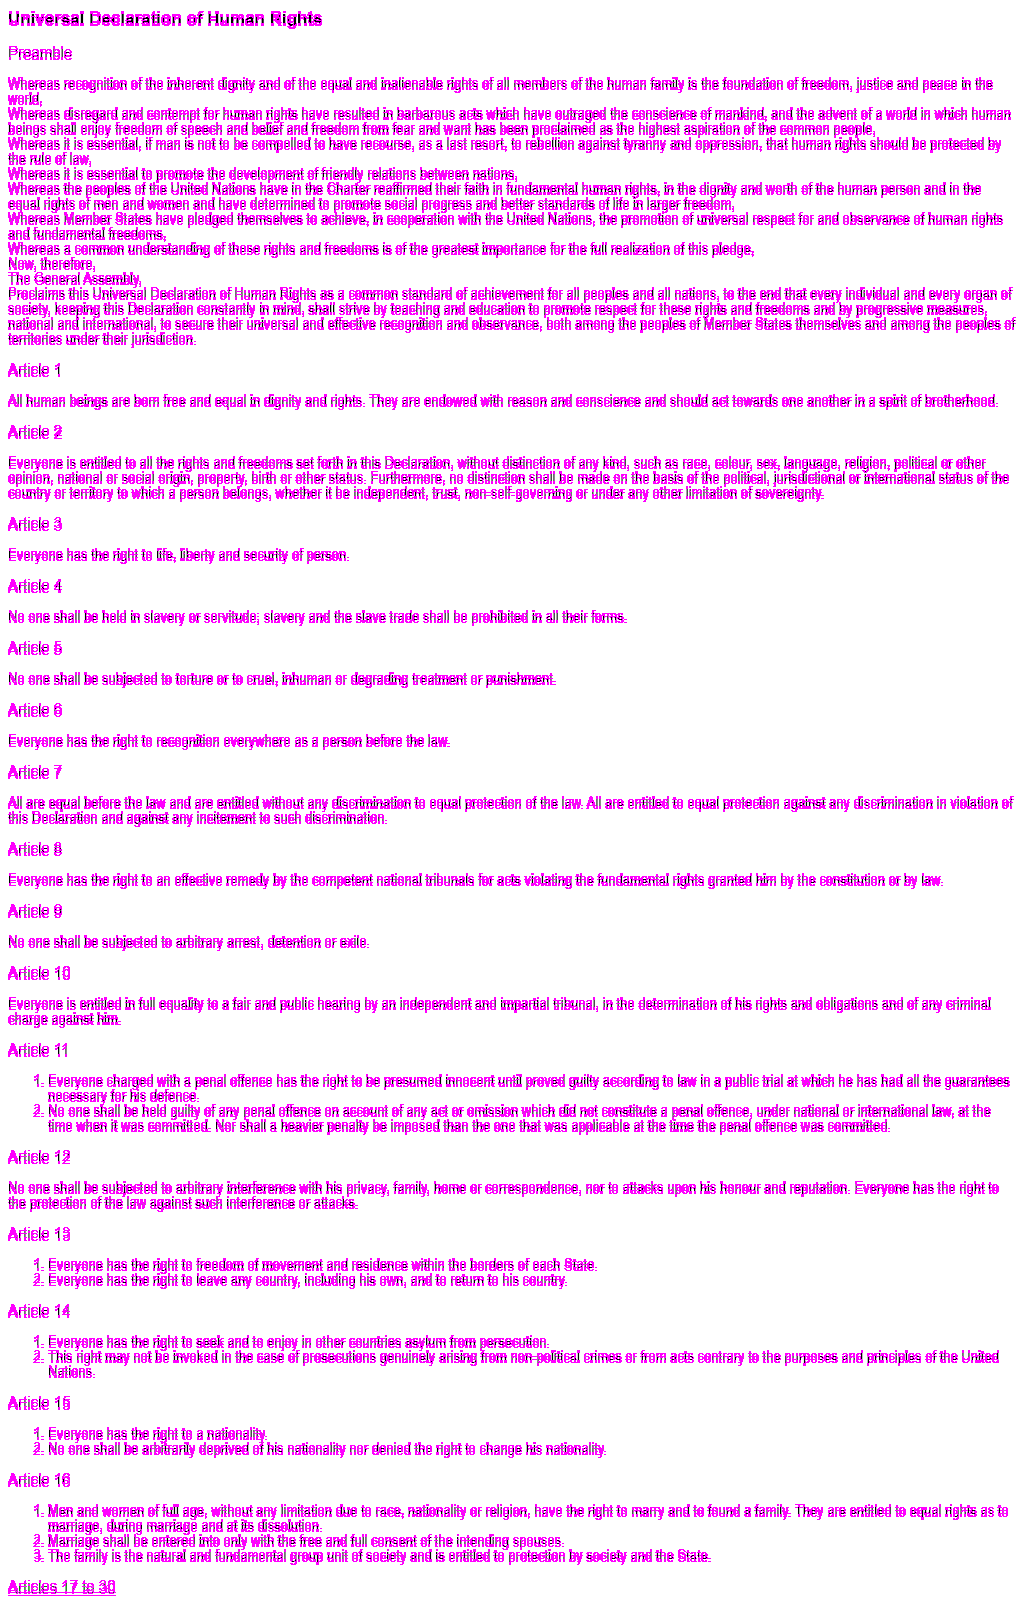 Universal Declaration of Human Rights
Preamble
Whereas recognition of the inherent dignity and of the equal and inalienable rights of all members of the human family is the foundation of freedom, justice and peace in the
world,
Whereas disregard and contempt for human rights have resulted in barbarous acts which have outraged the conscience of mankind, and the advent of a world in which human
beings shall enjoy freedom of speech and belief and freedom from fear and want has been proclaimed as the highest aspiration of the common people,
Whereas it is essential, if man is not to be compelled to have recourse, as a last resort, to rebellion against tyranny and oppression, that human rights should be protected by
the rule of law,
Whereas it is essential to promote the development of friendly relations between nations,
Whereas the peoples of the United Nations have in the Charter reaffirmed their faith in fundamental human rights, in the dignity and worth of the human person and in the
equal rights of men and women and have determined to promote social progress and better standards of life in larger freedom,
Whereas Member States have pledged themselves to achieve, in cooperation with the United Nations, the promotion of universal respect for and observance of human rights
and fundamental freedoms,
Whereas a common understanding of these rights and freedoms is of the greatest importance for the full realization of this pledge,
Now, therefore,
The General Assembly,
Proclaims this Universal Declaration of Human Rights as a common standard of achievement for all peoples and all nations, to the end that every individual and every organ of
society, keeping this Declaration constantly in mind, shall strive by teaching and education to promote respect for these rights and freedoms and by progressive measures,
national and international, to secure their universal and effective recognition and observance, both among the peoples of Member States themselves and among the peoples of
territories under their jurisdiction.
Article 1
All human beings are born free and equal in dignity and rights. They are endowed with reason and conscience and should act towards one another in a spirit of brotherhood.
Article 2
Everyone is entitled to all the rights and freedoms set forth in this Declaration, without distinction of any kind, such as race, colour, sex, language, religion, political or other
opinion, national or social origin, property, birth or other status. Furthermore, no distinction shall be made on the basis of the political, jurisdictional or international status of the
country or territory to which a person belongs, whether it be independent, trust, non-self-governing or under any other limitation of sovereignty.
Article 3
Everyone has the right to life, liberty and security of person.
Article 4
No one shall be held in slavery or servitude; slavery and the slave trade shall be prohibited in all their forms.
Article 5
No one shall be subjected to torture or to cruel, inhuman or degrading treatment or punishment.
Article 6
Everyone has the right to recognition everywhere as a person before the law.
Article 7
All are equal before the law and are entitled without any discrimination to equal protection of the law. All are entitled to equal protection against any discrimination in violation of
this Declaration and against any incitement to such discrimination.
Article 8
Everyone has the right to an effective remedy by the competent national tribunals for acts violating the fundamental rights granted him by the constitution or by law.
Article 9
No one shall be subjected to arbitrary arrest, detention or exile.
Article 10
Everyone is entitled in full equality to a fair and public hearing by an independent and impartial tribunal, in the determination of his rights and obligations and of any criminal
charge against him.
Article 11
1. Everyone charged with a penal offence has the right to be presumed innocent until proved guilty according to law in a public trial at which he has had all the guarantees
necessary for his defence.
2. No one shall be held guilty of any penal offence on account of any act or omission which did not constitute a penal offence, under national or international law, at the
time when it was committed. Nor shall a heavier penalty be imposed than the one that was applicable at the time the penal offence was committed.
Article 12
No one shall be subjected to arbitrary interference with his privacy, family, home or correspondence, nor to attacks upon his honour and reputation. Everyone has the right to
the protection of the law against such interference or attacks.
Article 13
1. Everyone has the right to freedom of movement and residence within the borders of each State.
2. Everyone has the right to leave any country, including his own, and to return to his country.
Article 14
1. Everyone has the right to seek and to enjoy in other countries asylum from persecution.
2. This right may not be invoked in the case of prosecutions genuinely arising from non-political crimes or from acts contrary to the purposes and principles of the United
Nations.
Article 15
1. Everyone has the right to a nationality.
2. No one shall be arbitrarily deprived of his nationality nor denied the right to change his nationality.
Article 16
1. Men and women of full age, without any limitation due to race, nationality or religion, have the right to marry and to found a family. They are entitled to equal rights as to
marriage, during marriage and at its dissolution.
2. Marriage shall be entered into only with the free and full consent of the intending spouses.
3. The family is the natural and fundamental group unit of society and is entitled to protection by society and the State.
Articles 17 to 30